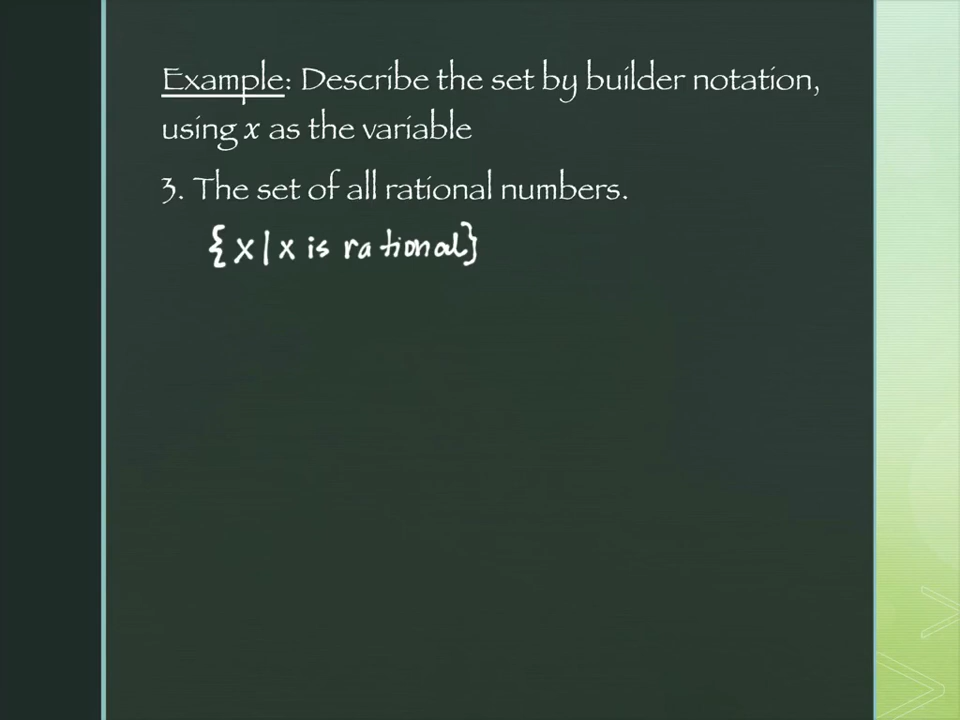 Example: Describe the set by builder notation,
using x as the variable
3. The set of all rational numbers.
{x|x is rational}